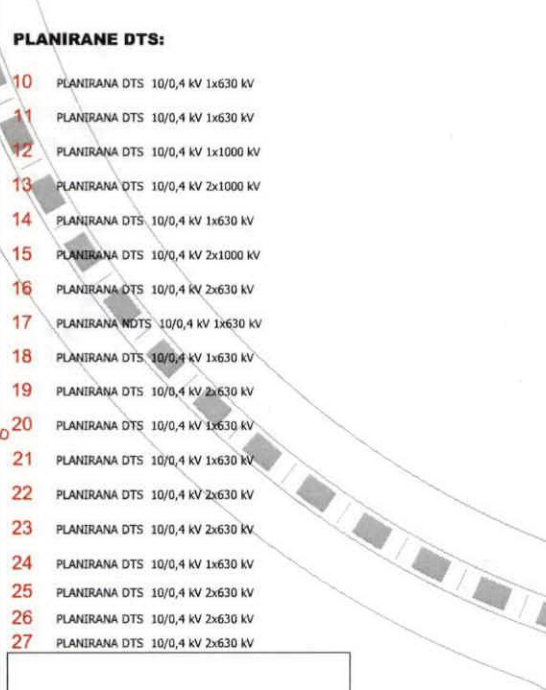 PLANIRANE DTS:
10 PLANIRANA DTS 10/0,4 kV 1x630 kV
11 PLANIRANA DTS 10/0,4 kV 1x630 kV
12 PLANIRANA DTS 10/0,4 kV 1x1000 kV
13 PLANIRANA DTS 10/0,4 kV 2x1000 kV
14 PLANIRANA DTS 10/0,4 kV 1x630 kV
15 PLANIRANA DTS 10/0,4 kV 2x1000 kV
16 PLANIRANA DTS 10/0,4 kV 2x630 kV
17 PLANIRANA NDTS 10/0,4 kV 1x630 kV
18 PLANIRANA DTS 10/0,4 kV 1x630 kV
19 PLANIRANA DTS 10/0,4 kV 2x630 kV
20 PLANIRANA DTS 10/0,4 kV 1x630 kV
21 PLANIRANA DTS 10/0,4 kV 1x630 kV
22 PLANIRANA DTS 10/0,4 kV 2x630 kV
23 PLANIRANA DTS 10/0,4 kV 2x630 kV
24 PLANIRANA DTS 10/0,4 kV 1x630 kV
25 PLANIRANA DTS 10/0,4 kV 2x630 kV
26 PLANIRANA DTS 10/0,4 kV 2x630 kV
27 PLANIRANA DTS 10/0,4 kV 2x630 kV